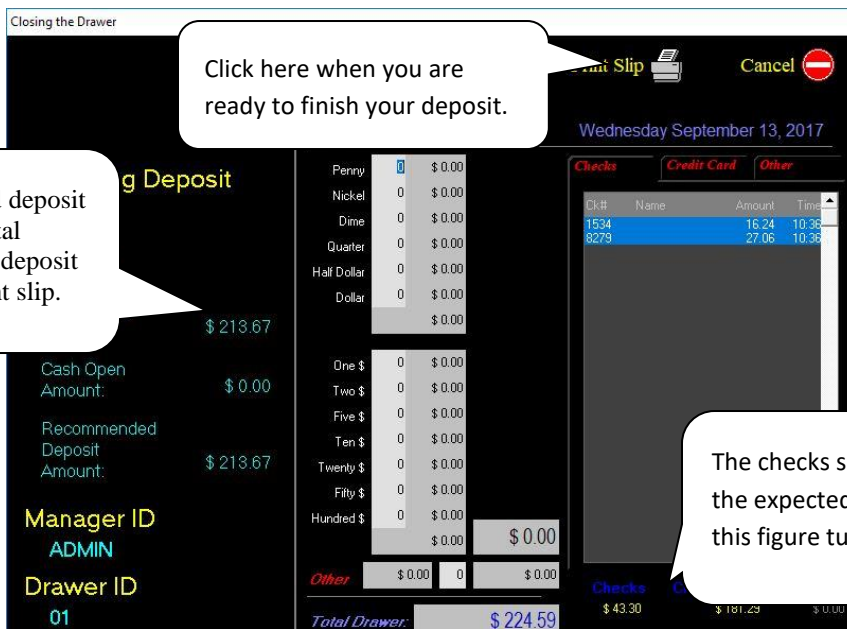 Closing the Drawer
Click here when you are
ready to finish your deposit.
Print Slip
Cancel
Wednesday September 13, 2017
g Deposit
deposit
deposit
t slip.
$ 213.67
Cash Open
Amount: $ 0.00
Recommended
Deposit
Amount: $ 213.67
Manager ID
ADMIN
Drawer ID
01
Penny 0 $ 0.00
Nickel 0 $ 0.00
Dime 0 $ 0.00
Quarter 0 $ 0.00
Half Dollar 0 $ 0.00
Dollar 0 $ 0.00
$ 0.00
One $ 0 $ 0.00
Two $ 0 $ 0.00
Five $ 0 $ 0.00
Ten $ 0 $ 0.00
Twenty $ 0 $ 0.00
Fifty $ 0 $ 0.00
Hundred $ 0 $ 0.00
$ 0.00 $ 0.00
Other $ 0.00 0 $ 0.00
Total Drawer: $ 224.59
Checks Credit Card Other
Ck# Name Amount Time
1534 16.24 10:36
8279 27.06 10:36
The checks s
the expected
this figure tu
Checks
$ 43.30 $ 181.29 $ 0.00